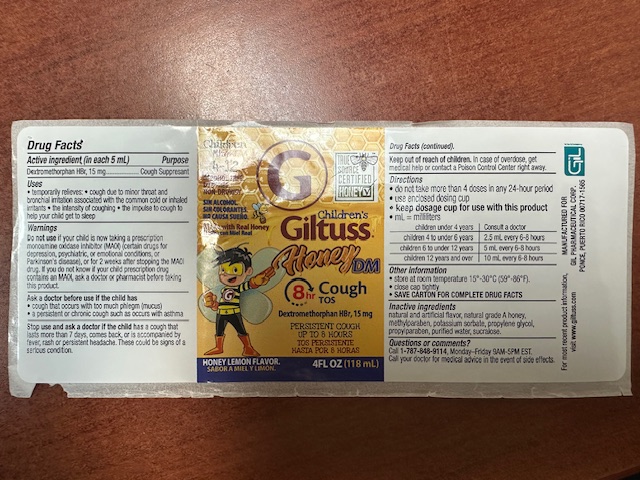 Drug Facts
Active ingredient (in each 5 mL) Purpose
Dextromethorphan HBr, 15 mg Cough Suppresant
Uses
• temporarily relieves: • cough due to minor throat and
bronchial irritation associated with the common cold or inhaled
irritants • the intensity of coughing • the impulse to cough to
help your child get to sleep
Warnings
Do not use if your child is now taking a prescription
monoamine oxidase inhibitor (MAOI) (certain drugs for
depression, psychiatric, or emotional conditions, or
Parkinson's disease), or for 2 weeks after stopping the MAOI
drug. If you do not know if your child prescription drug
contains an MAOI, ask a doctor or pharmacist before taking
this product.
Ask a doctor before use if the child has
• cough that occurs with too much phlegm (mucus)
• a persistent or chronic cough such as occurs with asthma
Stop use and ask a doctor if the child has a cough that
lasts more than 7 days, comes back, or is accompanied by
fever, rash or persistent headache. These could be signs of a
serious condition.
Children
SIN ALCOHOL.
SIN COLORANTES.
NO CAUSA SUEÑO.
with Real Honey
con Miel Real
G
TRUE
SOURCE
CERTIFIED
HONEY
Children's
Giltuss
Honey DM
8hr Cough
TOS
Dextromethorphan HBr, 15 mg
PERSISTENT COUGH
UP TO 8 HOURS
TOS PERSISTENTE
HASTA POR 8 HORAS
HONEY LEMON FLAVOR.
SABOR A MIEL Y LIMÓN.
4FL OZ (118 mL)
Drug Facts (continued).
Keep out of reach of children. In case of overdose, get
medical help or contact a Poison Control Center right away.
Directions
• do not take more than 4 doses in any 24-hour period
• use enclosed dosing cup
• keep dosage cup for use with this product
• mL = milliliters
children under 4 years Consult a doctor
children 4 to under 6 years 2.5 mL every 6-8 hours
children 6 to under 12 years 5 mL every 6-8 hours
children 12 years and over 10 mL every 6-8 hours
Other information
• store at room temperature 15°-30°C (59°-86°F).
• close cap tightly
• SAVE CARTON FOR COMPLETE DRUG FACTS
Inactive ingredients
natural and artificial flavor, natural grade A honey,
methylparaben, potassium sorbate, propylene glycol,
propylparaben, purified water, sucralose.
Questions or comments?
Call 1-787-848-9114, Monday–Friday 9AM-5PM EST.
Call your doctor for medical advice in the event of side effects.
MANUFACTURED FOR
GIL PHARMACEUTICAL CORP.
PONCE, PUERTO RICO 00717-1565
For most recent product information,
visit www.giltuss.com